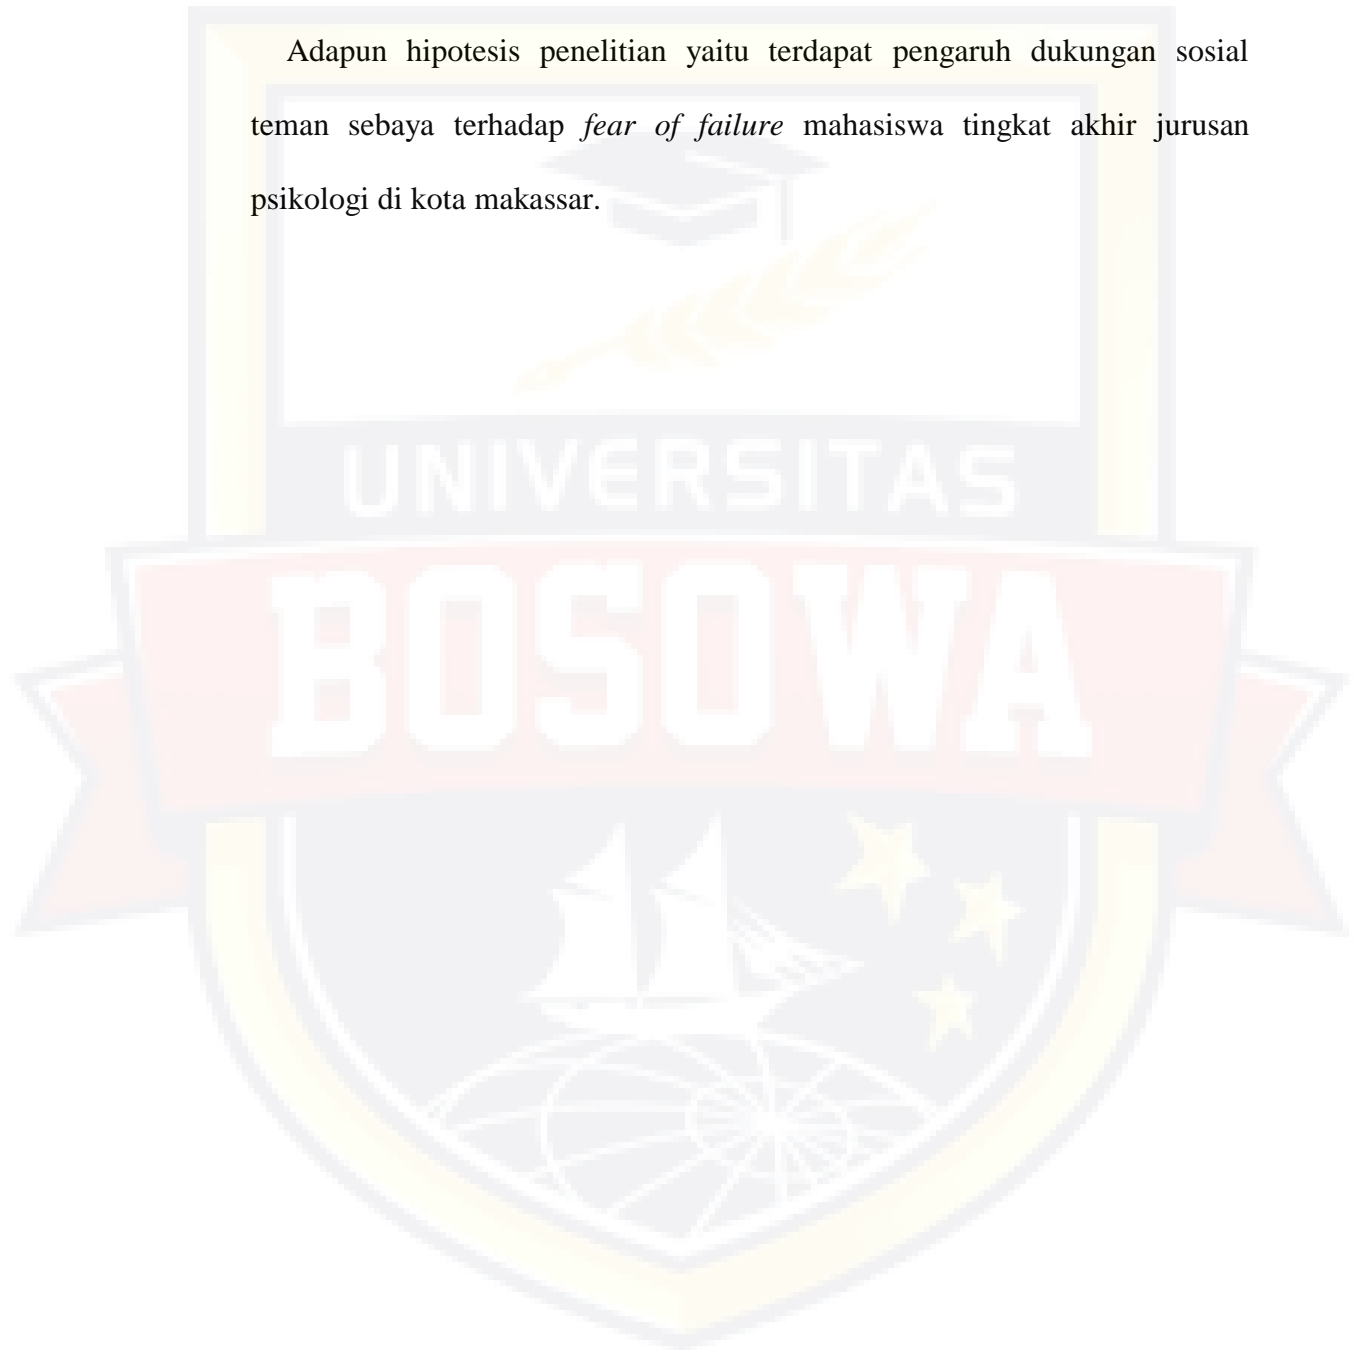 Adapun hipotesis penelitian yaitu terdapat pengaruh dukungan sosial
teman sebaya terhadap fear of failure mahasiswa tingkat akhir jurusan
psikologi di kota makassar.
UNIVERSITAS
BOSOWA